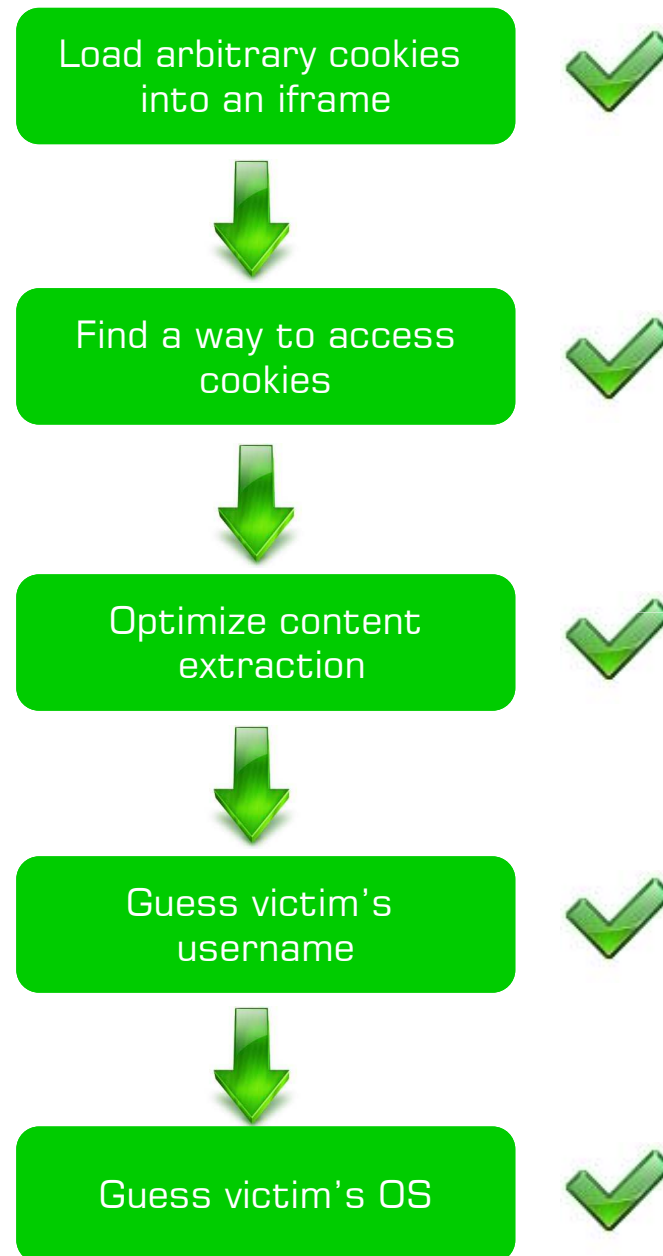 Load arbitrary cookies
into an iframe
Find a way to access
cookies
Optimize content
extraction
Guess victim's
username
Guess victim's OS